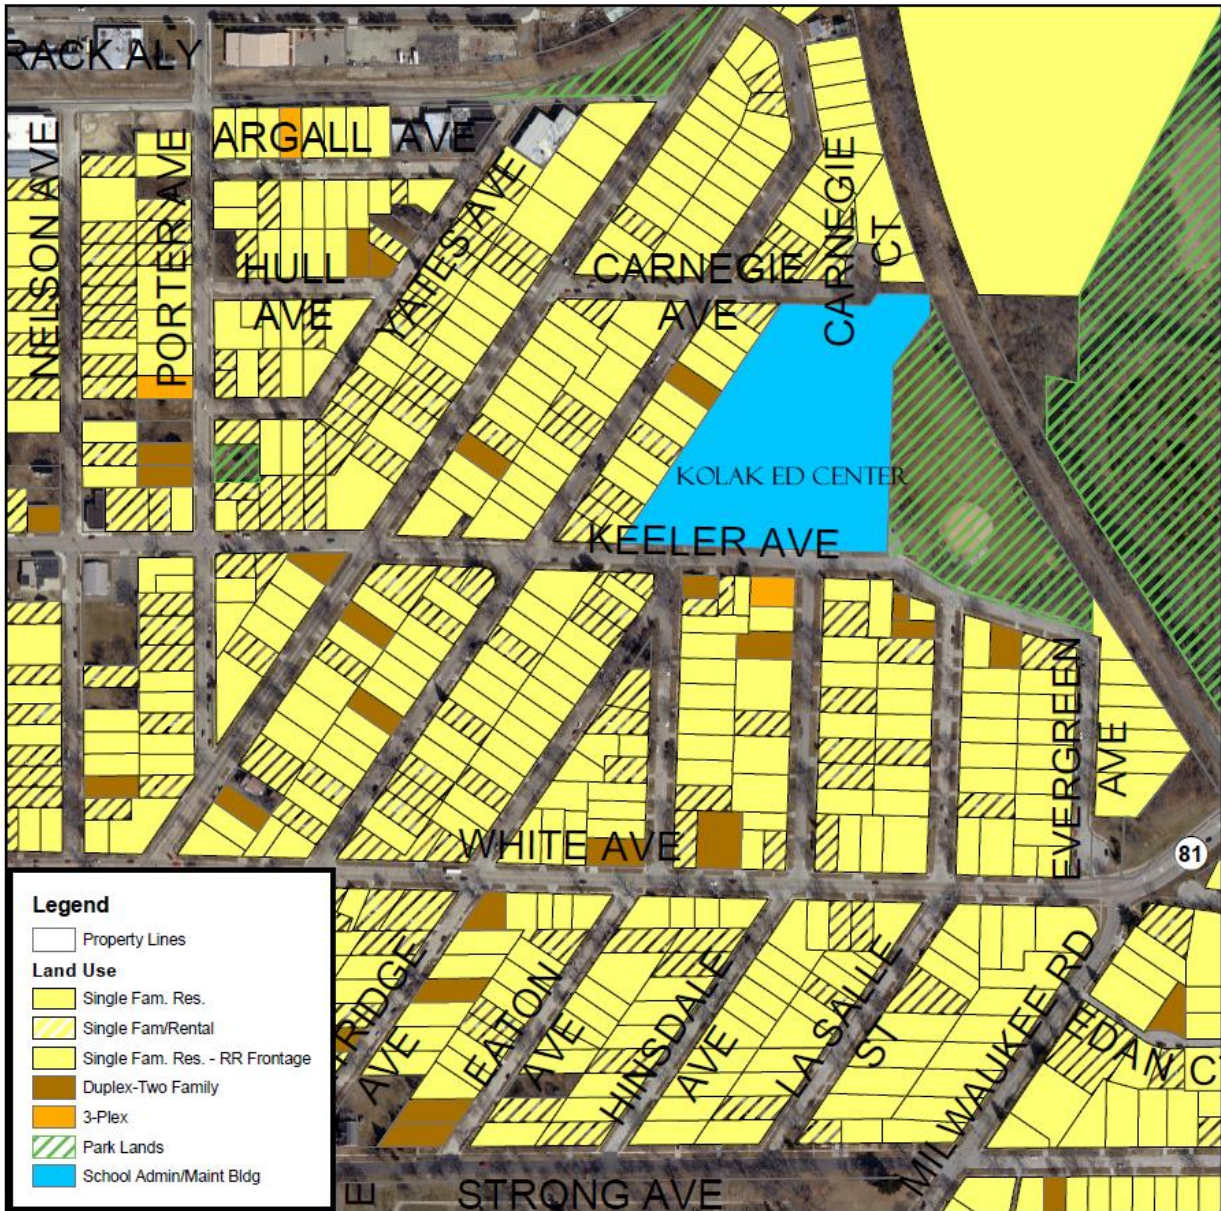 RACK ALY
NELSON AVE
PORTER AVE
ARGALL AVE
YATES AVE
HULL
AVE
CARNEGIE
AVE
CARNEGIE
CT
KOLAK ED CENTER
KEELER AVE
EVERGREEN
AVE
WHITE AVE
81
TRIDGE
AVE
EATON
AVE
HINSDALE
AVE
LA SALLE
ST
MILWAUKEE RD
EDAN C
STRONG AVE
E
Legend
Property Lines
Land Use
Single Fam. Res.
Single Fam/Rental
Single Fam. Res. - RR Frontage
Duplex-Two Family
3-Plex
Park Lands
School Admin/Maint Bldg